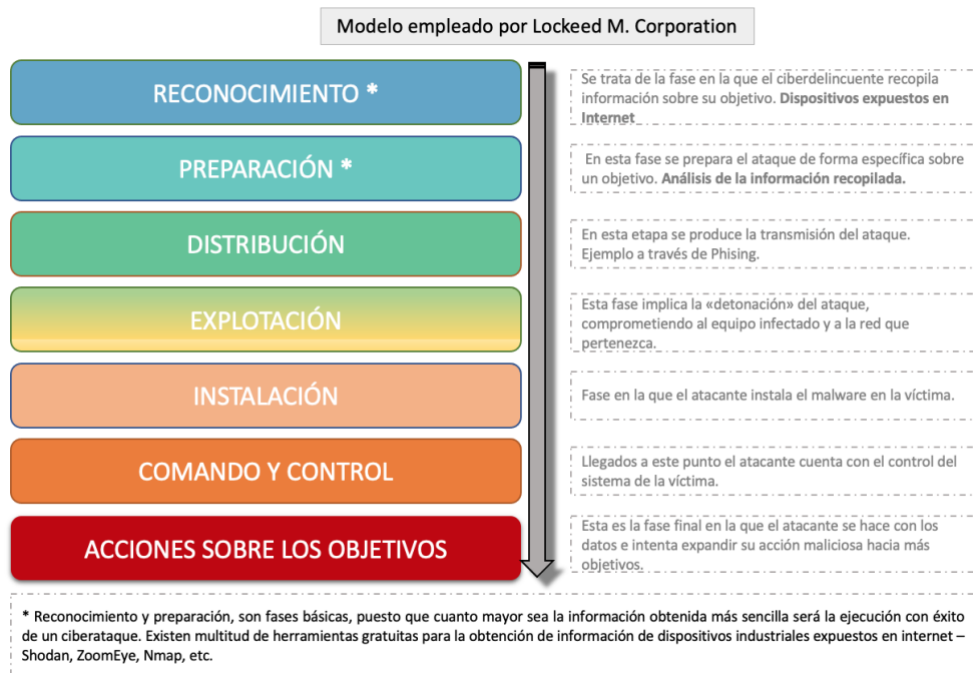 Modelo empleado por Lockeed M. Corporation
RECONOCIMIENTO *
Se trata de la fase en la que el ciberdelincuente recopila
información sobre su objetivo. Dispositivos expuestos en
Internet
PREPARACIÓN *
En esta fase se prepara el ataque de forma específica sobre
un objetivo. Análisis de la información recopilada.
DISTRIBUCIÓN
En esta etapa se produce la transmisión del ataque.
Ejemplo a través de Phising.
EXPLOTACIÓN
Esta fase implica la «detonación» del ataque,
comprometiendo al equipo infectado y a la red que
pertenezca.
INSTALACIÓN
Fase en la que el atacante instala el malware en la víctima.
COMANDO Y CONTROL
Llegados a este punto el atacante cuenta con el control del
sistema de la víctima.
ACCIONES SOBRE LOS OBJETIVOS
Esta es la fase final en la que el atacante se hace con los
datos e intenta expandir su acción maliciosa hacia más
objetivos.
* Reconocimiento y preparación, son fases básicas, puesto que cuanto mayor sea la información obtenida más sencilla será la ejecución con éxito
de un ciberataque. Existen multitud de herramientas gratuitas para la obtención de información de dispositivos industriales expuestos en internet –
Shodan, ZoomEye, Nmap, etc.